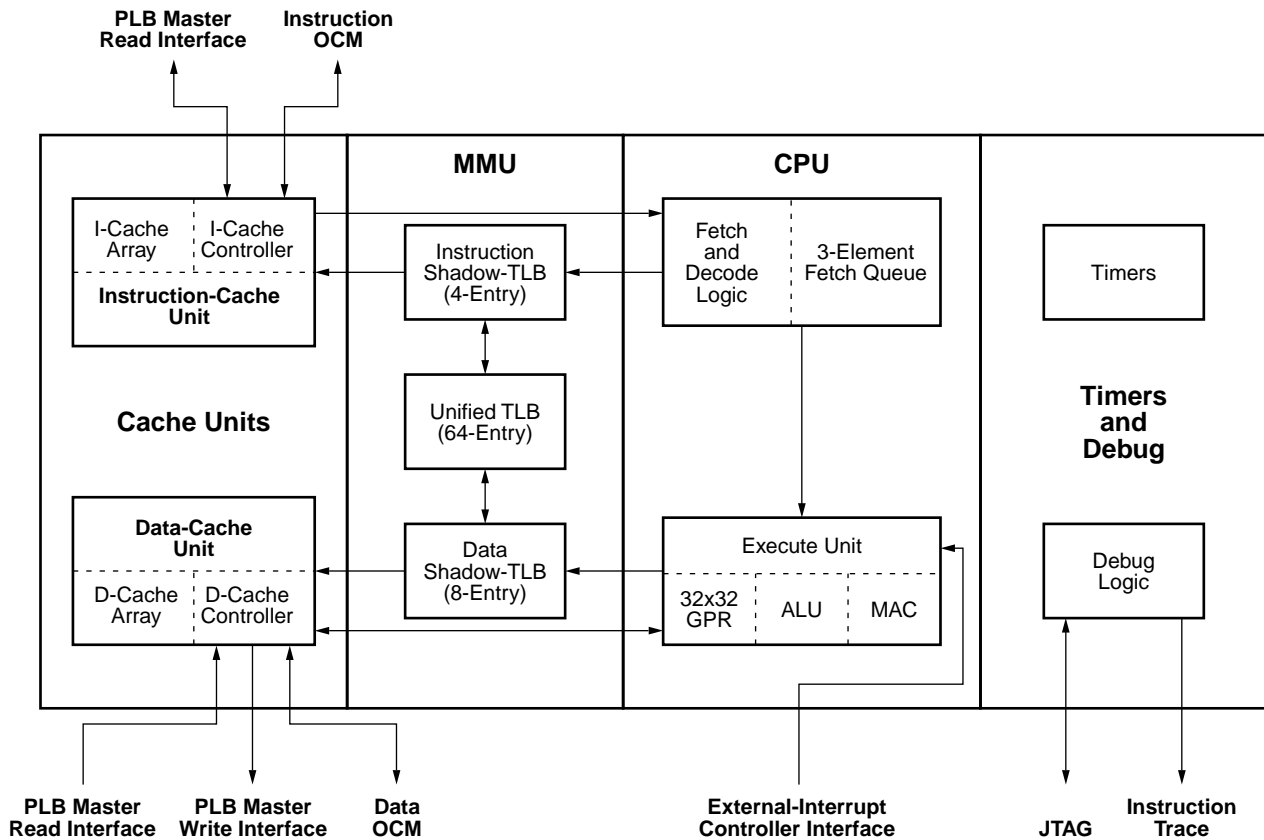 PLB Master
Read Interface
Instruction
OCM
MMU
CPU
I-Cache
Array
I-Cache
Controller
Instruction-Cache
Unit
Instruction
Shadow-TLB
(4-Entry)
Fetch
and
Decode
Logic
3-Element
Fetch Queue
Timers
Cache Units
Unified TLB
(64-Entry)
Timers
and
Debug
Data-Cache
Unit
D-Cache
Array
D-Cache
Controller
Data
Shadow-TLB
(8-Entry)
Execute Unit
32x32
GPR
ALU
MAC
Debug
Logic
PLB Master
Read Interface
PLB Master
Write Interface
Data
OCM
External-Interrupt
Controller Interface
JTAG
Instruction
Trace